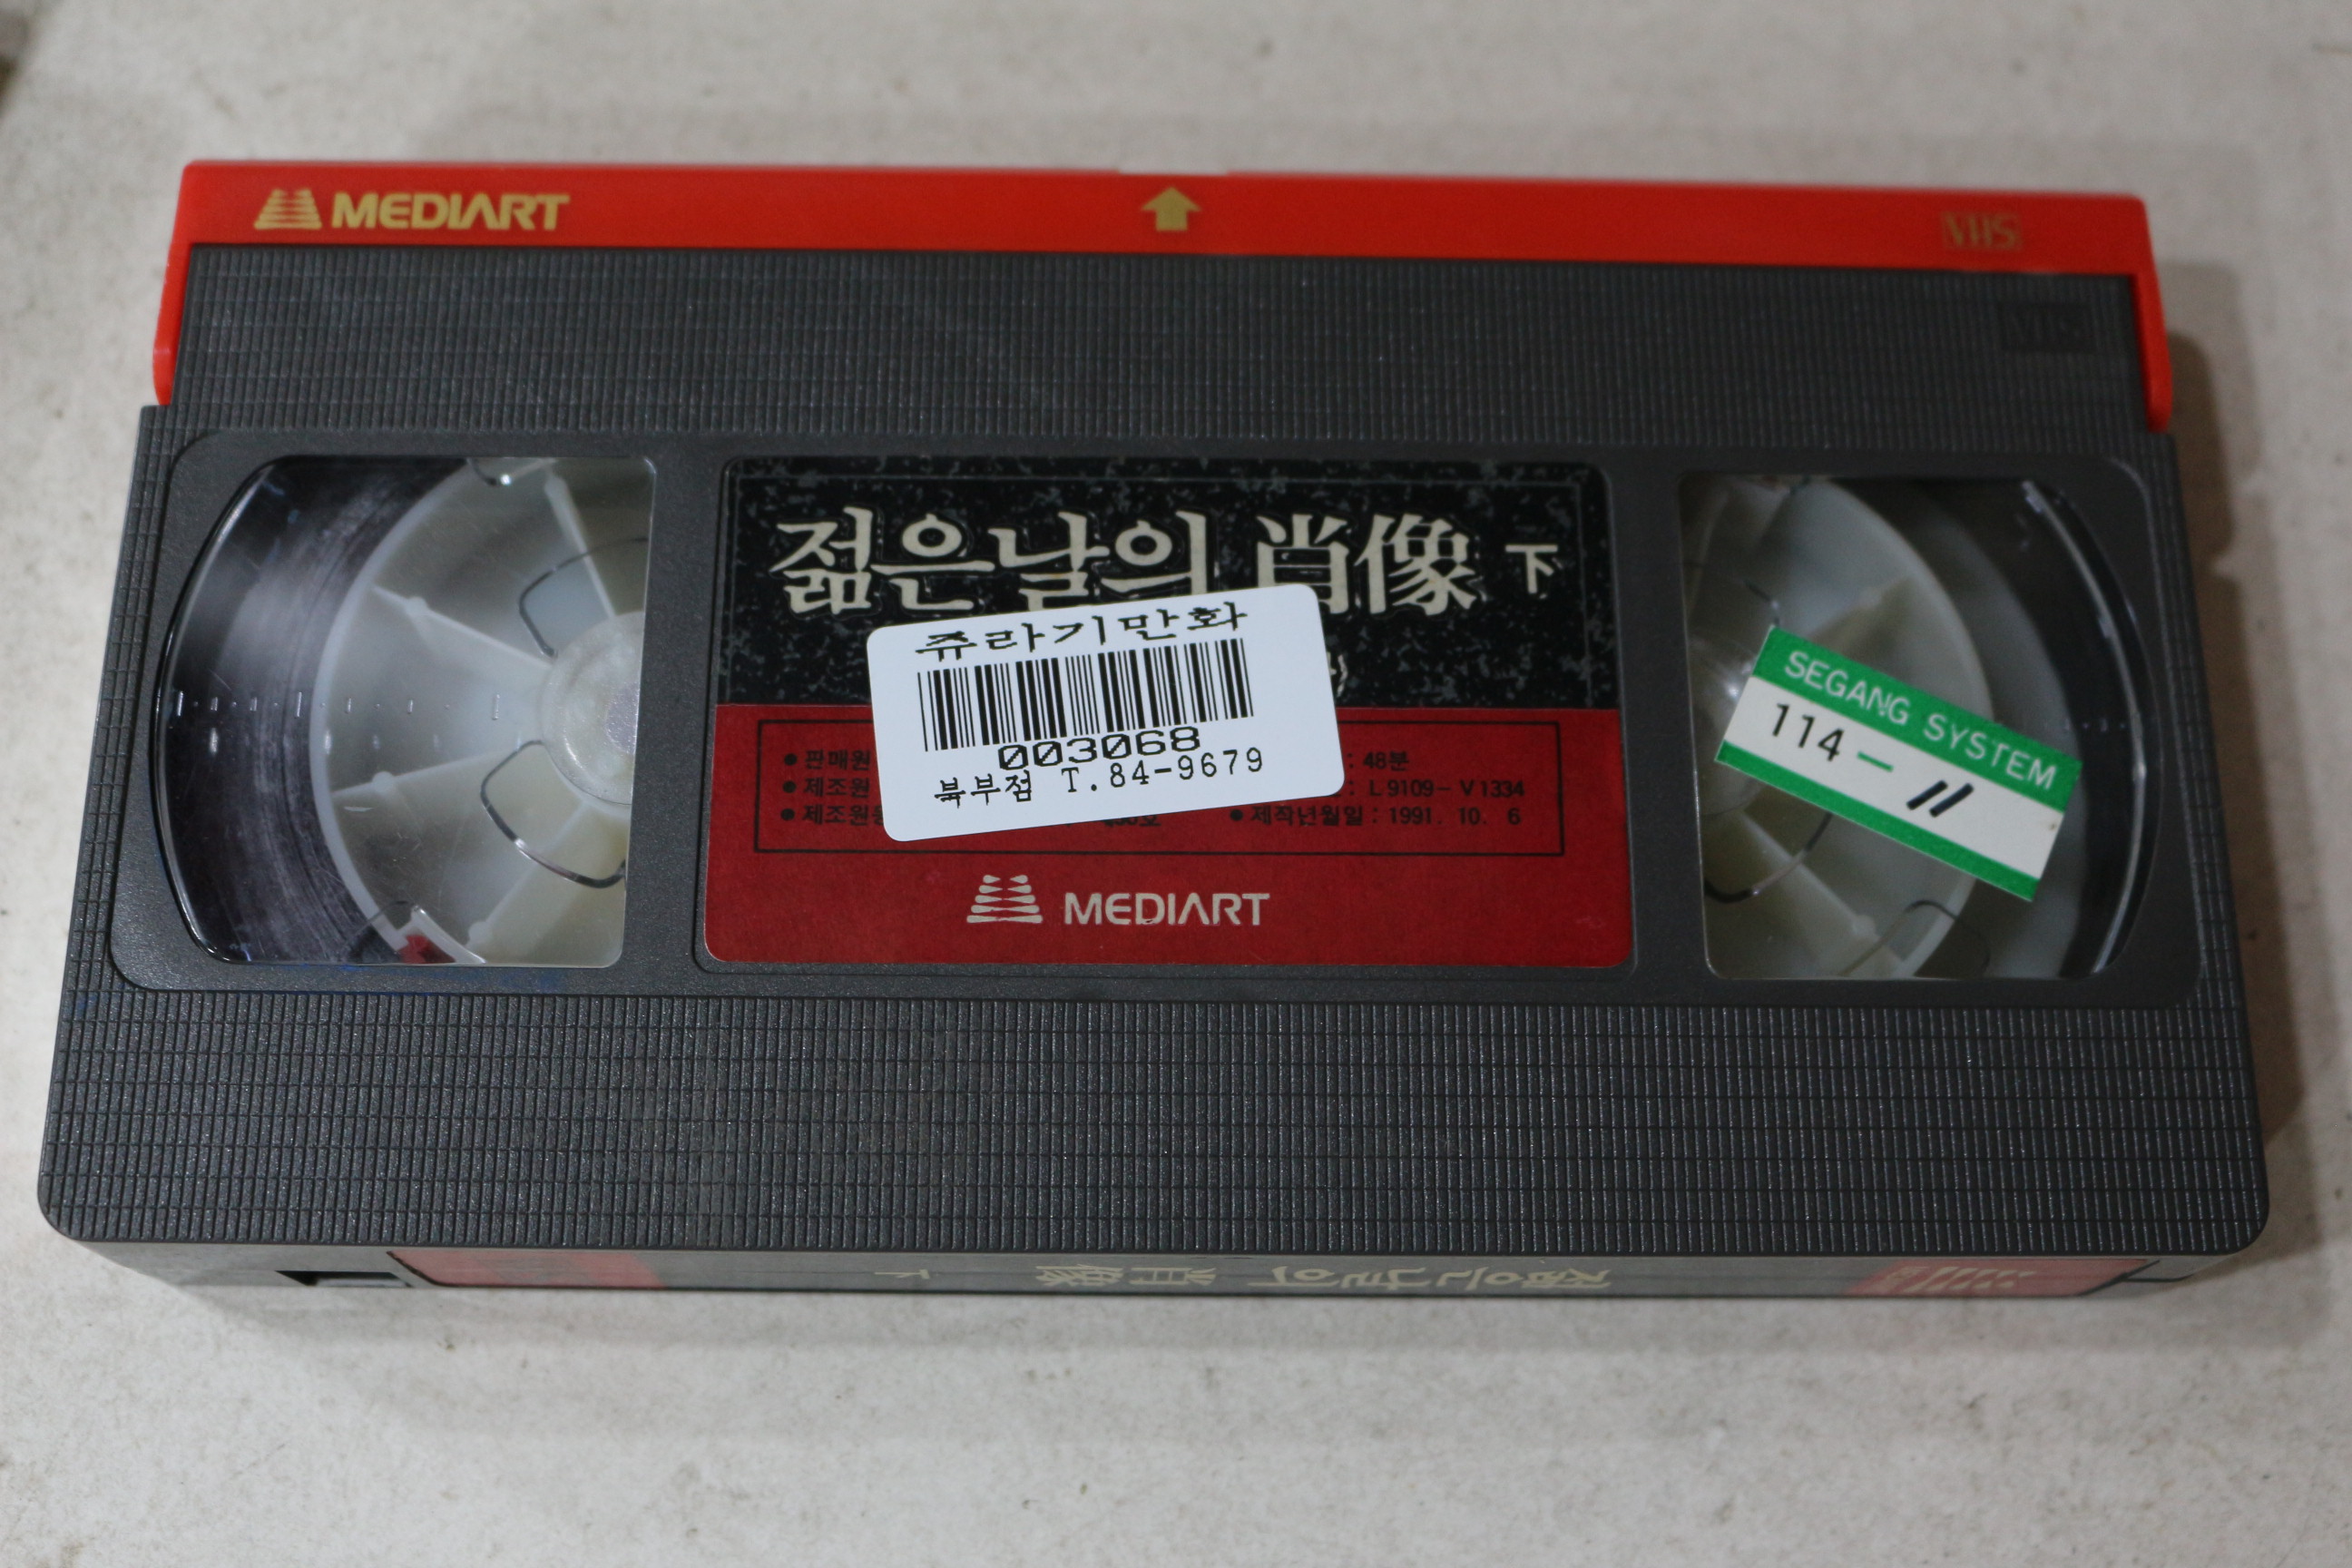 MEDIART
VHS
VHS
젊은날의 肖像 下
쥬라기만화
003068
북부점 T.84-9679
● 판매원
: 48분
● 제조원
: L9109-V1334
● 제조원등
● 제작년월일 : 1991. 10. 6
MEDIART
SEGANG SYSTEM
114 - 11
젊은날의 肖像 下